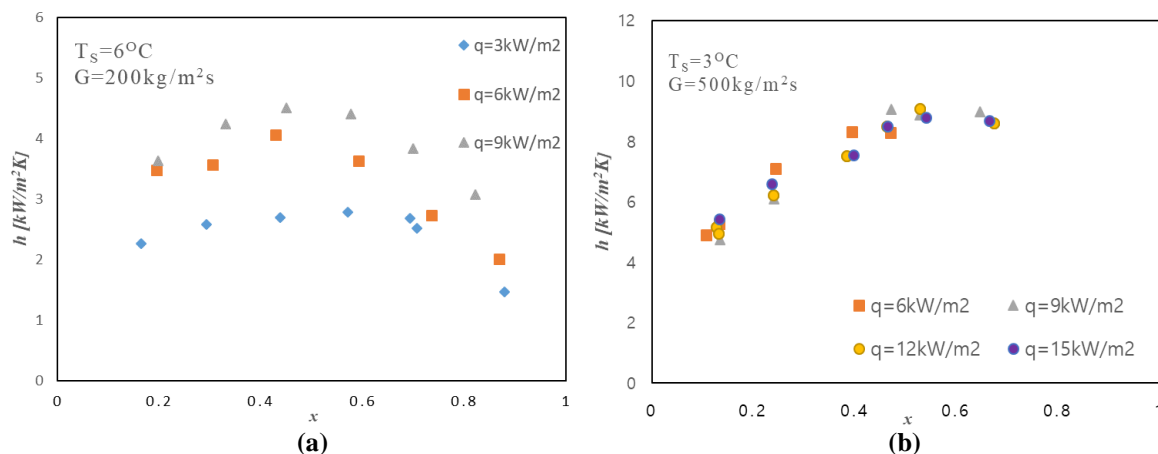 6
5
4
3
2
1
0
h [kW/m²K]
T_S=6°C
G=200kg/m²s
q=3kW/m2
q=6kW/m2
q=9kW/m2
0
0.2
0.4
0.6
0.8
1
x
(a)
12
10
8
6
4
2
0
h [kW/m²K]
T_S=3°C
G=500kg/m²s
q=6kW/m2
q=9kW/m2
q=12kW/m2
q=15kW/m2
0
0.2
0.4
0.6
0.8
1
x
(b)